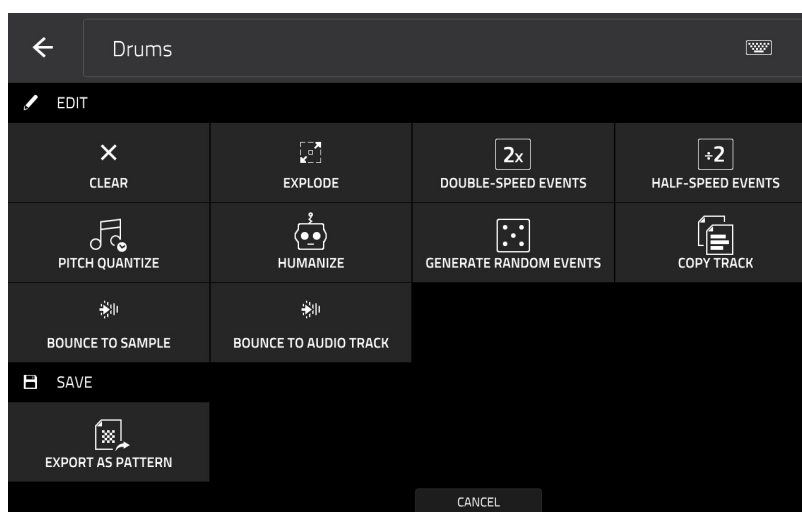 Drums
EDIT
CLEAR
EXPLODE
2x
DOUBLE-SPEED EVENTS
÷2
HALF-SPEED EVENTS
PITCH QUANTIZE
HUMANIZE
GENERATE RANDOM EVENTS
COPY TRACK
BOUNCE TO SAMPLE
BOUNCE TO AUDIO TRACK
SAVE
EXPORT AS PATTERN
CANCEL